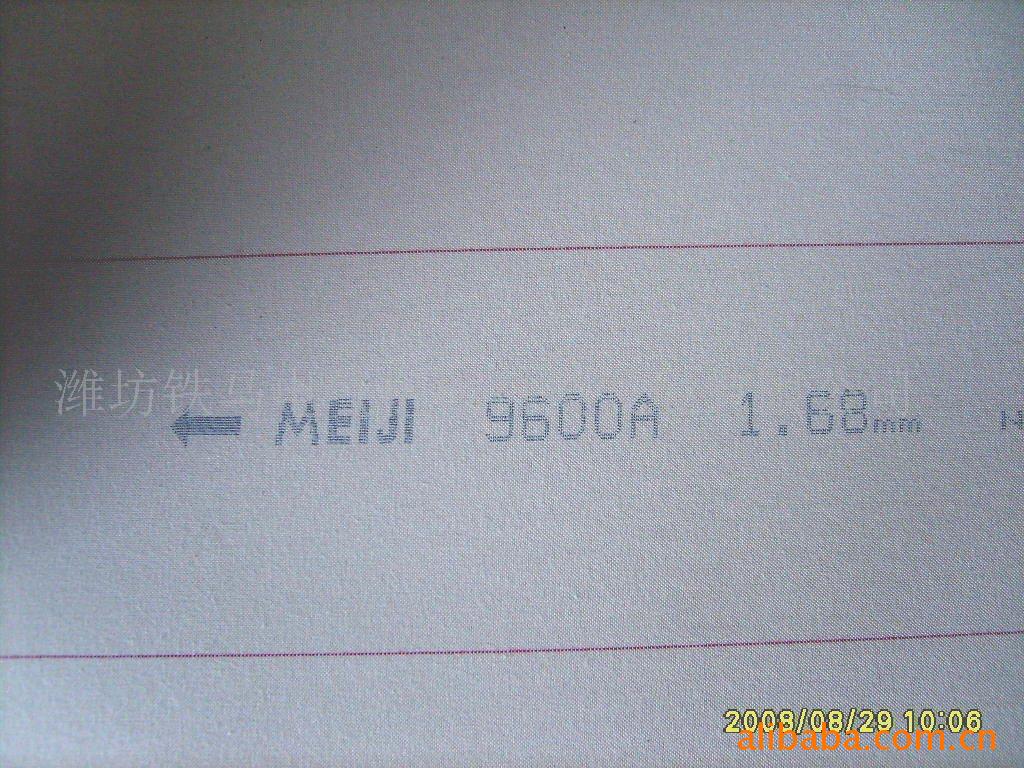 潍坊铁马
← MEIJI 9600A 1.68mm
2008/08/29 10:06
alibaba.com.cn